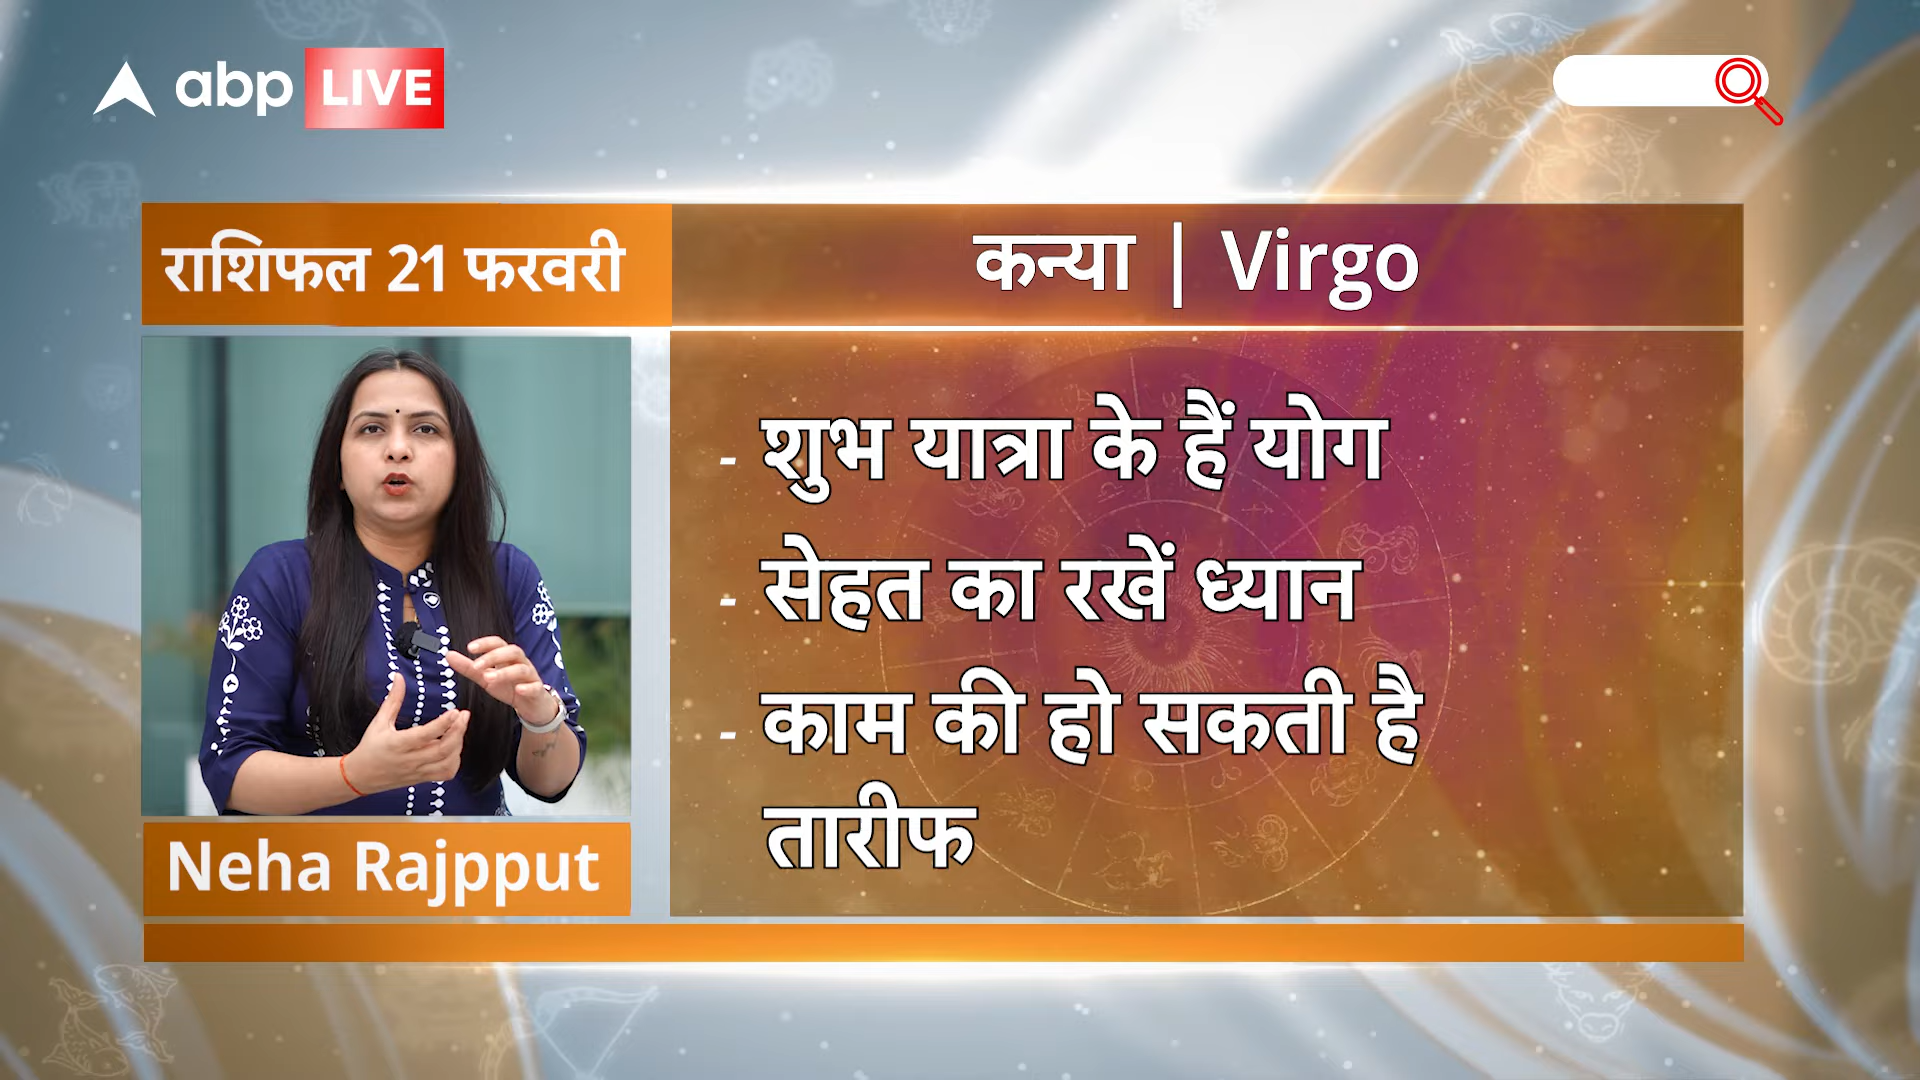 abp LIVE
राशिफल 21 फरवरी
कन्या | Virgo
- शुभ यात्रा के हैं योग
- सेहत का रखें ध्यान
- काम की हो सकती है
तारीफ
Neha Rajpput